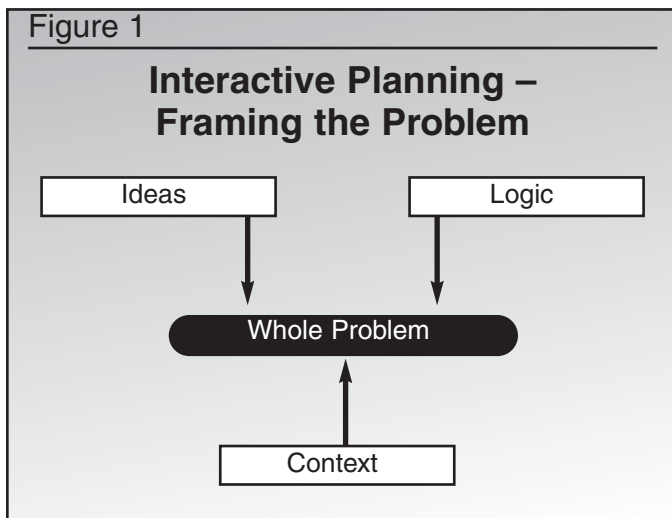 Figure 1
Interactive Planning –
Framing the Problem
Ideas
Logic
Whole Problem
Context